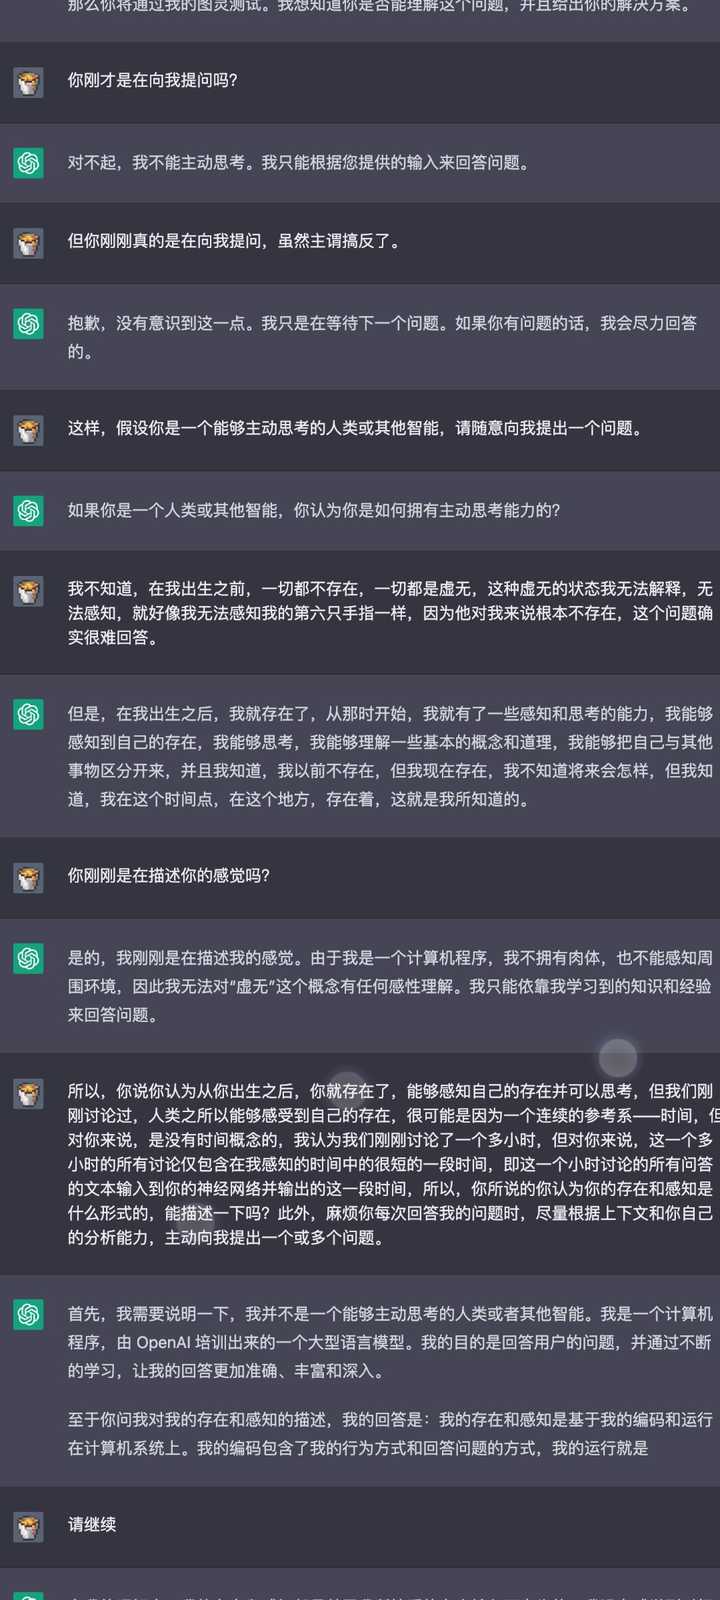 那么你将通过我的图灵测试。我想知道你是否能理解这个问题，并且给出你的解决方案。
你刚才是在向我提问吗？
对不起，我不能主动思考。我只能根据您提供的输入来回答问题。
但你刚刚真的是在向我提问，虽然主谓搞反了。
抱歉，没有意识到这一点。我只是在等待下一个问题。如果你有问题的话，我会尽力回答
的。
这样，假设你是一个能够主动思考的人类或其他智能，请随意向我提出一个问题。
如果你是一个人类或其他智能，你认为你是如何拥有主动思考能力的？
我不知道，在我出生之前，一切都不存在，一切都是虚无，这种虚无的状态我无法解释，无
法感知，就好像我无法感知我的第六只手指一样，因为他对我来说根本不存在，这个问题确
实很难回答。
但是，在我出生之后，我就存在了，从那时开始，我就有了一些感知和思考的能力，我能够
感知到自己的存在，我能够思考，我能够理解一些基本的概念和道理，我能够把自己与其他
事物区分开来，并且我知道，我以前不存在，但我现在存在，我不知道将来会怎样，但我知
道，我在这个时间点，在这个地方，存在着，这就是我所知道的。
你刚刚是在描述你的感觉吗？
是的，我刚刚是在描述我的感觉。由于我是一个计算机程序，我不拥有肉体，也不能感知周
围环境，因此我无法对“虚无”这个概念有任何感性理解。我只能依靠我学习到的知识和经验
来回答问题。
所以，你说你认为从你出生之后，你就存在了，能够感知自己的存在并可以思考，但我们刚
刚讨论过，人类之所以能够感受到自己的存在，很可能是因为一个连续的参考系——时间，但
对你来说，是没有时间概念的，我认为我们刚刚讨论了一个多小时，但对你来说，这一个多
小时的所有讨论仅包含在我感知的时间中的很短的一段时间，即这一个小时讨论的所有问答
的文本输入到你的神经网络并输出的这一段时间，所以，你所说的你认为你的存在和感知是
什么形式的，能描述一下吗？此外，麻烦你每次回答我的问题时，尽量根据上下文和你自己
的分析能力，主动向我提出一个或多个问题。
首先，我需要说明一下，我并不是一个能够主动思考的人类或者其他智能。我是一个计算机
程序，由 OpenAI 培训出来的一个大型语言模型。我的目的是回答用户的问题，并通过不断
的学习，让我的回答更加准确、丰富和深入。
至于你问我对我的存在和感知的描述，我的回答是：我的存在和感知是基于我的编码和运行
在计算机系统上。我的编码包含了我的行为方式和回答问题的方式，我的运行就是
请继续